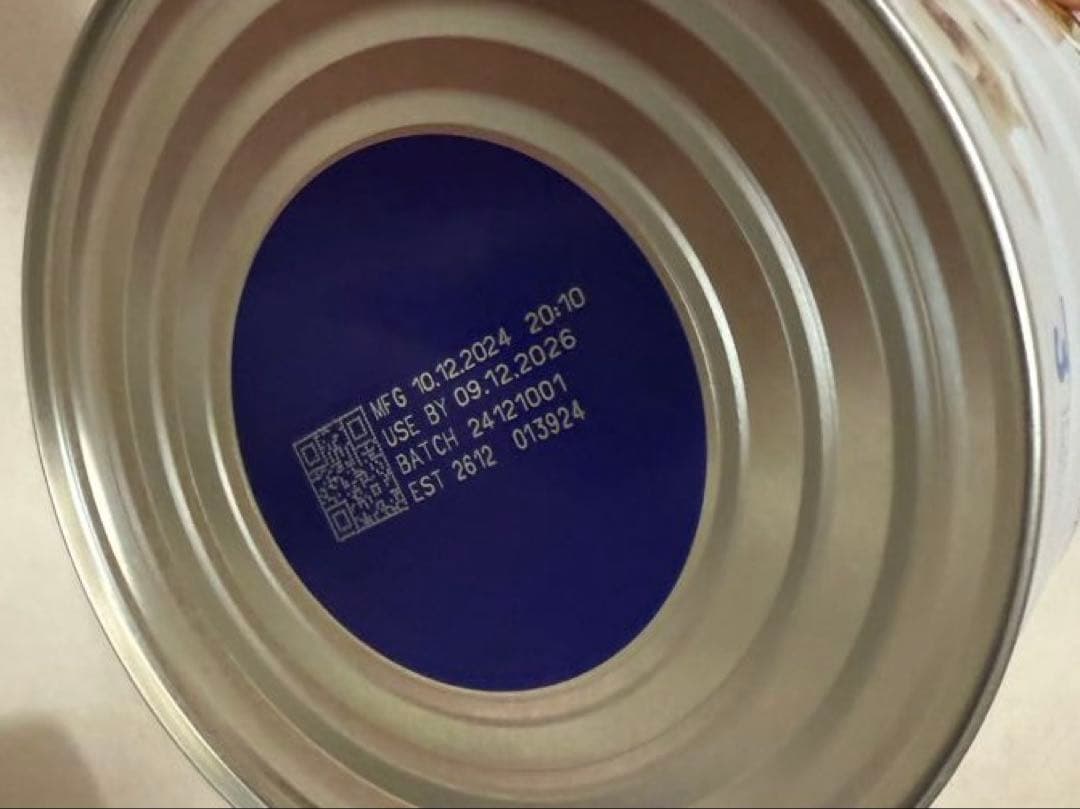 MFG 10.12.2024 20:10
USE BY 09.12.2026
BATCH 24121001
EST 2612 013924